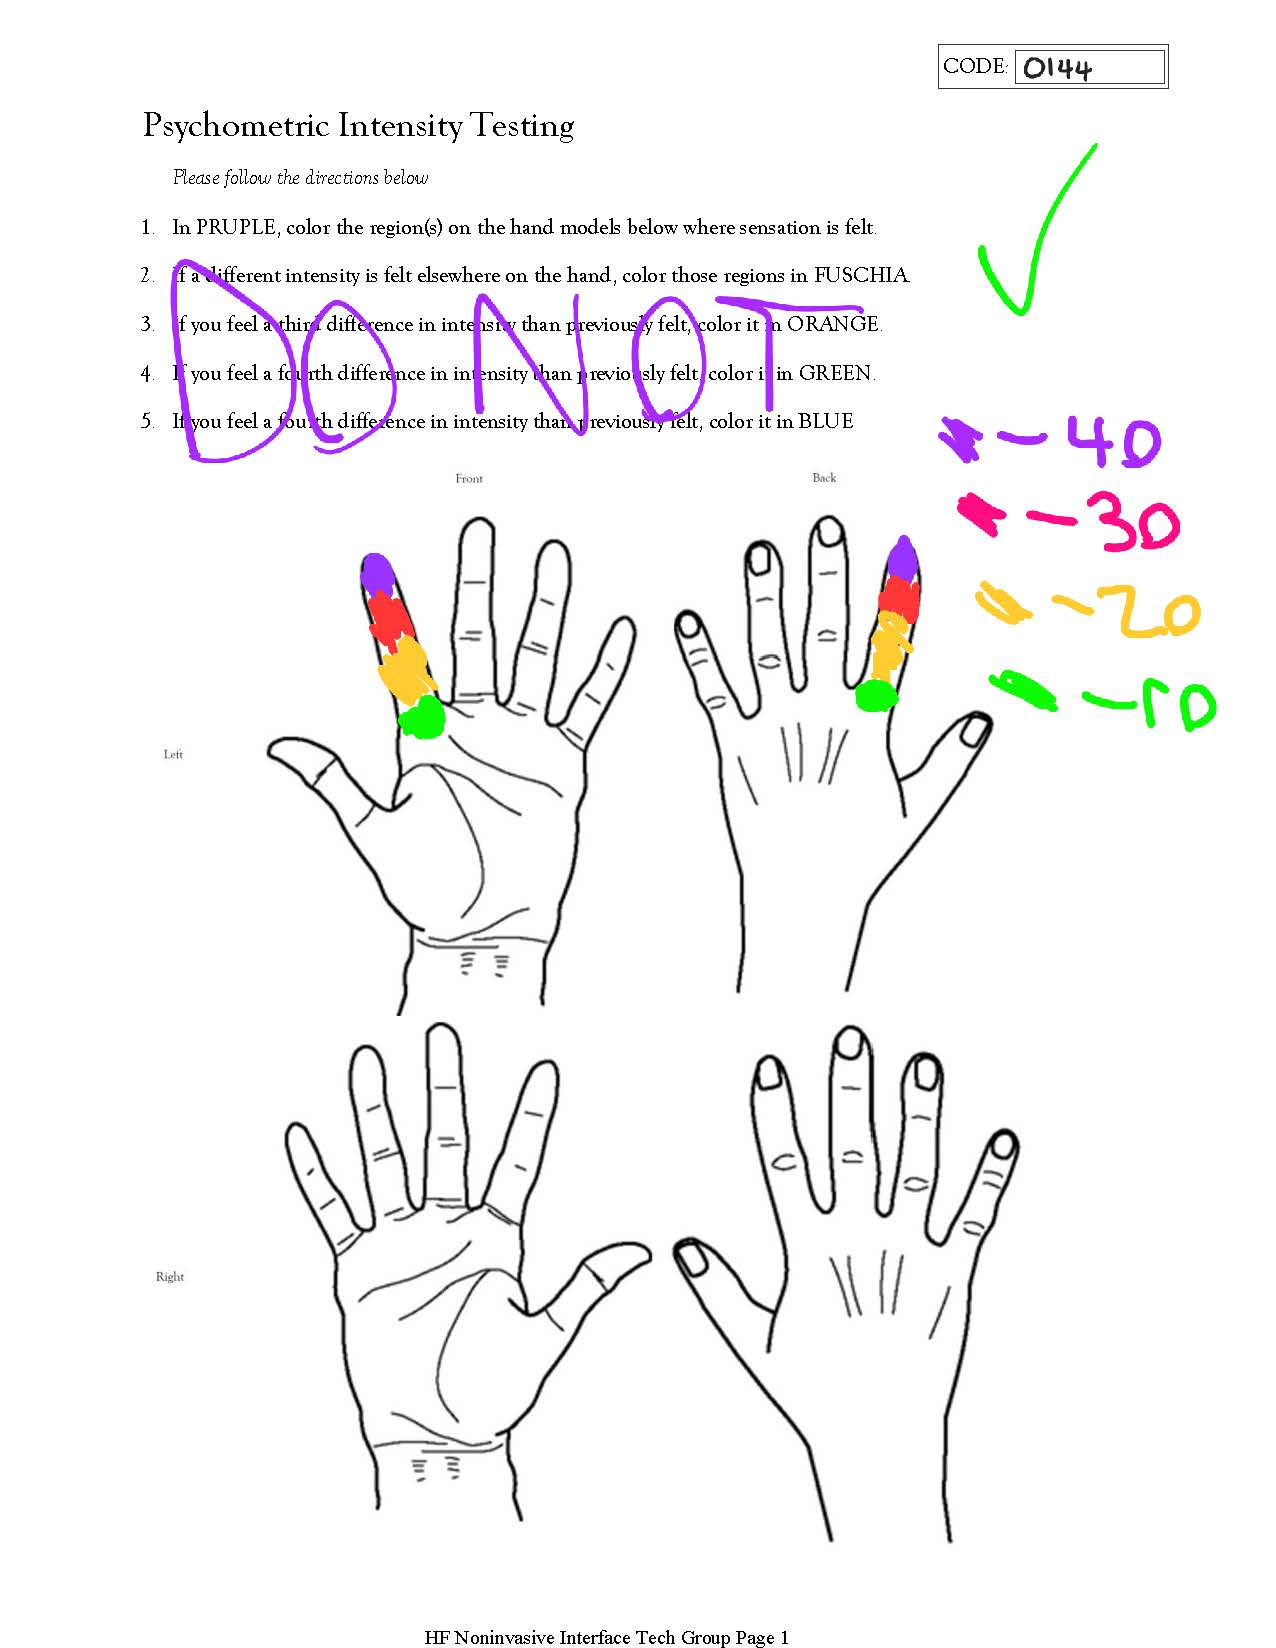 CODE: 0144
Psychometric Intensity Testing
Please follow the directions below
1. In PRUPLE, color the region(s) on the hand models below where sensation is felt.
2. If a different intensity is felt elsewhere on the hand, color those regions in FUSCHIA
3. If you feel a third difference in intensity than previously felt, color it in ORANGE.
4. If you feel a fourth difference in intensity than previously felt, color it in GREEN.
5. If you feel a fourth difference in intensity than previously felt, color it in BLUE
DO NOT
- 40
- 30
- 20
- 10
Front Back
Left
Right
HF Noninvasive Interface Tech Group Page 1